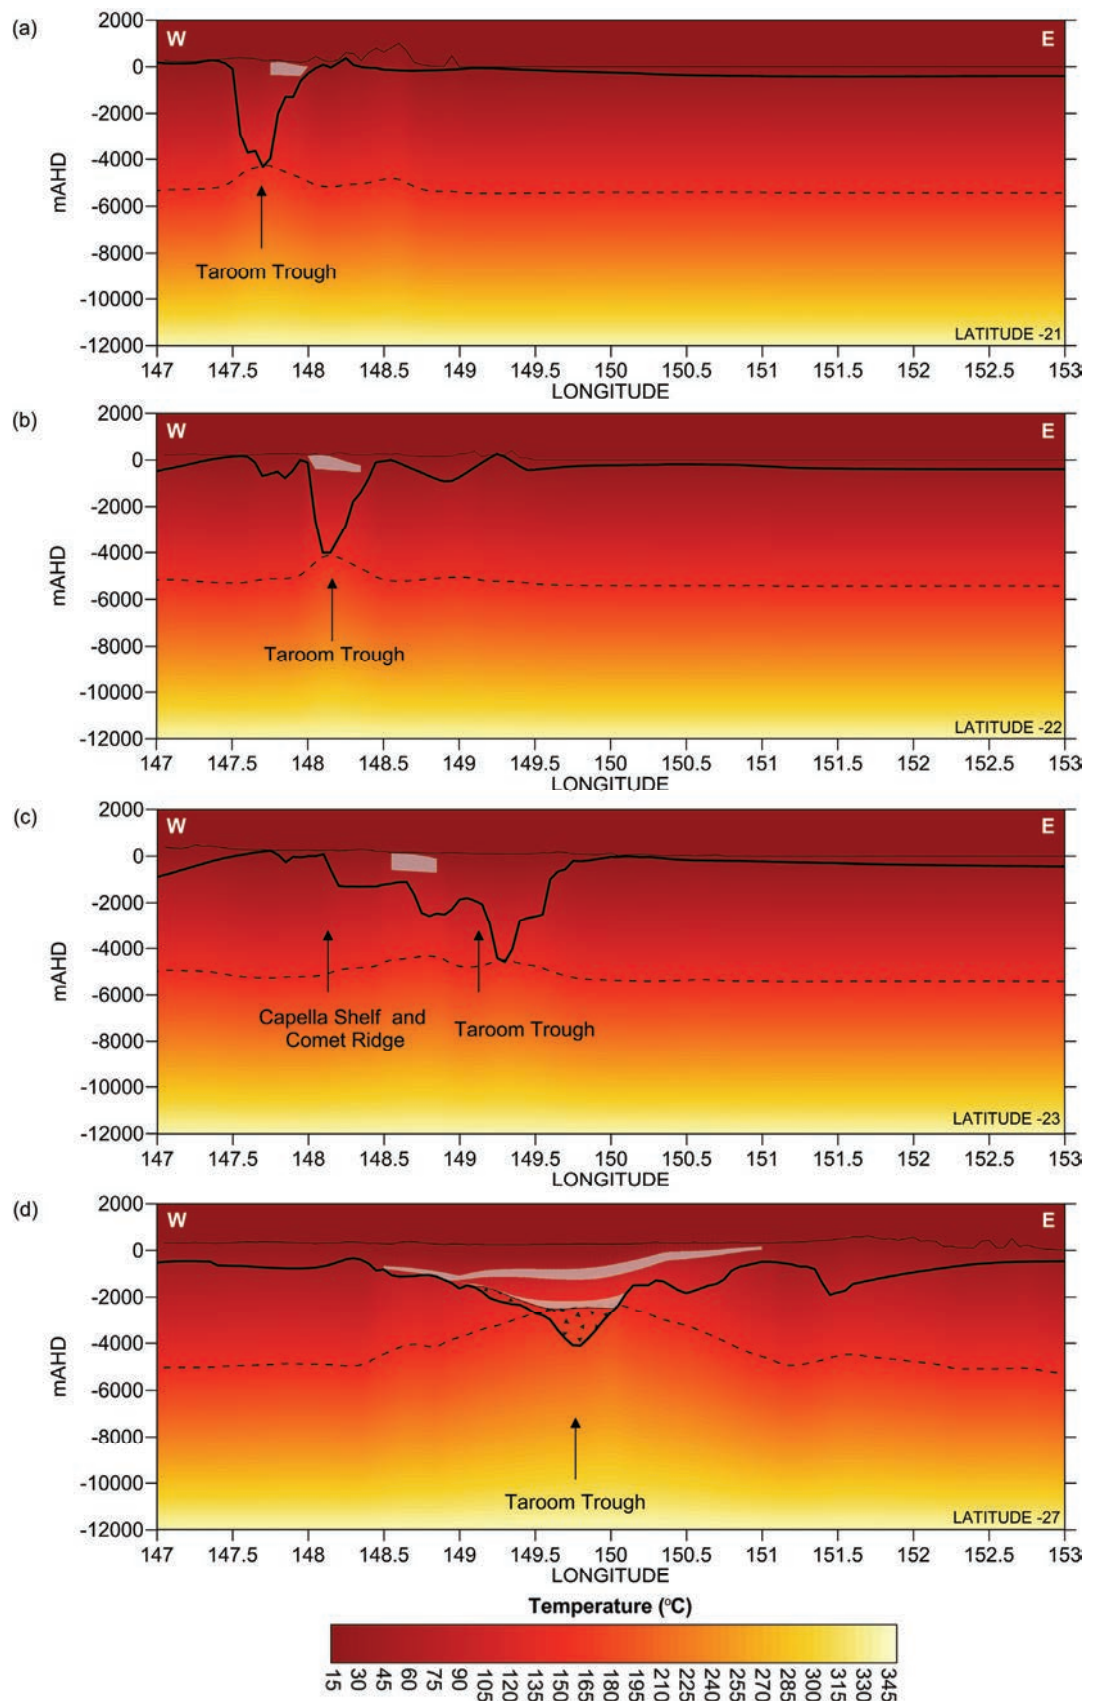 (a)
W
E
2000
0
-2000
-4000
-6000
-8000
-10000
-12000
mAHD
Taroom Trough
LATITUDE -21
147 147.5 148 148.5 149 149.5 150 150.5 151 151.5 152 152.5 153
LONGITUDE
(b)
W
E
2000
0
-2000
-4000
-6000
-8000
-10000
-12000
mAHD
Taroom Trough
LATITUDE -22
147 147.5 148 148.5 149 149.5 150 150.5 151 151.5 152 152.5 153
LONGITUDE
(c)
W
E
2000
0
-2000
-4000
-6000
-8000
-10000
-12000
mAHD
Capella Shelf and
Comet Ridge
Taroom Trough
LATITUDE -23
147 147.5 148 148.5 149 149.5 150 150.5 151 151.5 152 152.5 153
LONGITUDE
(d)
W
E
2000
0
-2000
-4000
-6000
-8000
-10000
-12000
mAHD
Taroom Trough
LATITUDE -27
147 147.5 148 148.5 149 149.5 150 150.5 151 151.5 152 152.5 153
LONGITUDE
Temperature (°C)
15 30 45 60 75 90 105 120 135 150 165 180 195 210 225 240 255 270 285 300 315 330 345